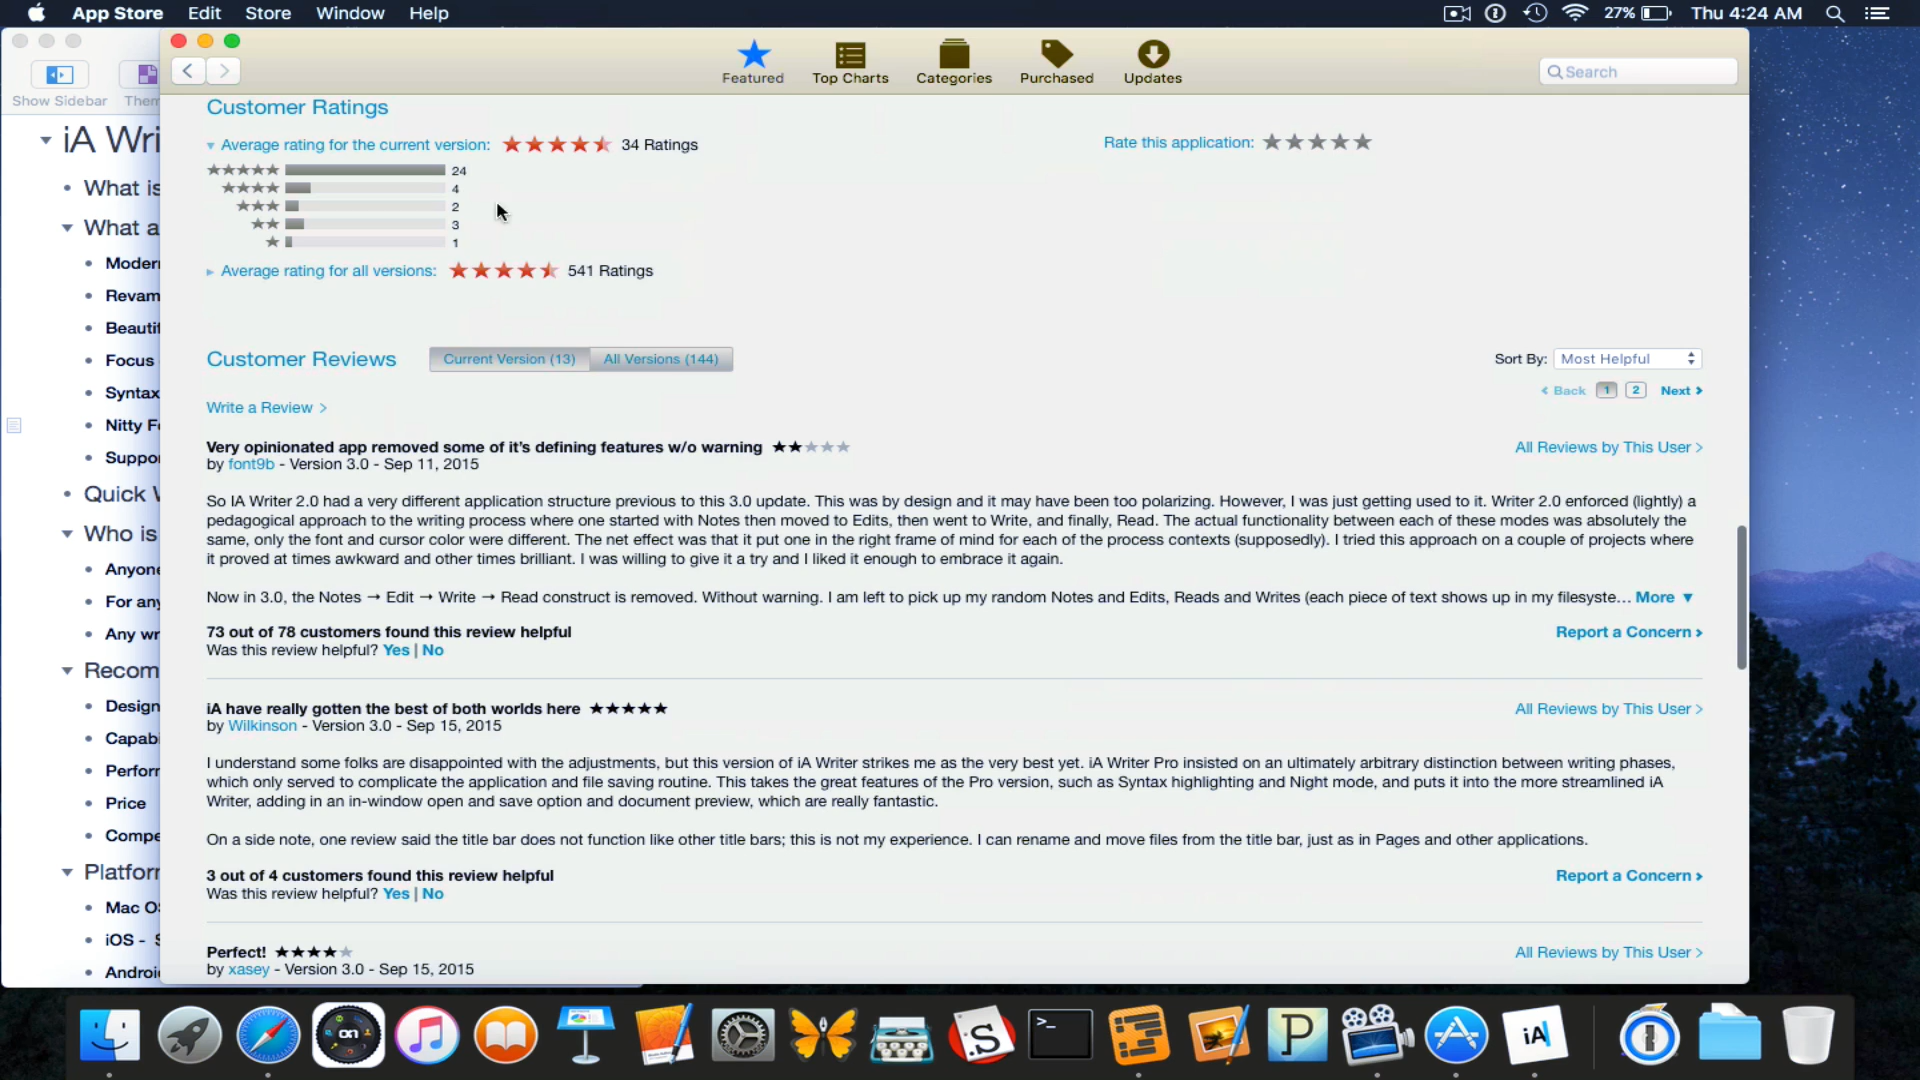 App Store Edit Store Window Help
27% Thu 4:24 AM
Featured
Top Charts
Categories
Purchased
Updates
Search
Show Sidebar
iA Wri
What is
What a
Modern
Revam
Beautif
Focus
Syntax
Nitty
Suppor
Quick
Who is
Anyone
For any
Any wr
Recom
Design
Capabi
Perform
Price
Compe
Platfor
Mac OS
iOS -
Androi
Customer Ratings
Average rating for the current version: 34 Ratings
Rate this application:
24
4
2
3
1
Average rating for all versions: 541 Ratings
Customer Reviews
Current Version (13)
All Versions (144)
Sort By: Most Helpful
Back 1 2 Next
Write a Review >
Very opinionated app removed some of it's defining features w/o warning
All Reviews by This User >
by font9b - Version 3.0 - Sep 11, 2015
So IA Writer 2.0 had a very different application structure previous to this 3.0 update. This was by design and it may have been too polarizing. However, I was just getting used to it. Writer 2.0 enforced (lightly) a
pedagogical approach to the writing process where one started with Notes then moved to Edits, then went to Write, and finally, Read. The actual functionality between each of these modes was absolutely the
same, only the font and cursor color were different. The net effect was that it put one in the right frame of mind for each of the process contexts (supposedly). I tried this approach on a couple of projects where
it proved at times awkward and other times brilliant. I was willing to give it a try and I liked it enough to embrace it again.
Now in 3.0, the Notes → Edit → Write → Read construct is removed. Without warning. I am left to pick up my random Notes and Edits, Reads and Writes (each piece of text shows up in my filesyste... More ▼
73 out of 78 customers found this review helpful
Report a Concern >
Was this review helpful? Yes | No
iA have really gotten the best of both worlds here
All Reviews by This User >
by Wilkinson - Version 3.0 - Sep 15, 2015
I understand some folks are disappointed with the adjustments, but this version of iA Writer strikes me as the very best yet. iA Writer Pro insisted on an ultimately arbitrary distinction between writing phases,
which only served to complicate the application and file saving routine. This takes the great features of the Pro version, such as Syntax highlighting and Night mode, and puts it into the more streamlined iA
Writer, adding in an in-window open and save option and document preview, which are really fantastic.
On a side note, one review said the title bar does not function like other title bars; this is not my experience. I can rename and move files from the title bar, just as in Pages and other applications.
3 out of 4 customers found this review helpful
Report a Concern >
Was this review helpful? Yes | No
Perfect!
All Reviews by This User >
by xasey - Version 3.0 - Sep 15, 2015
on
S
>_
P
iA